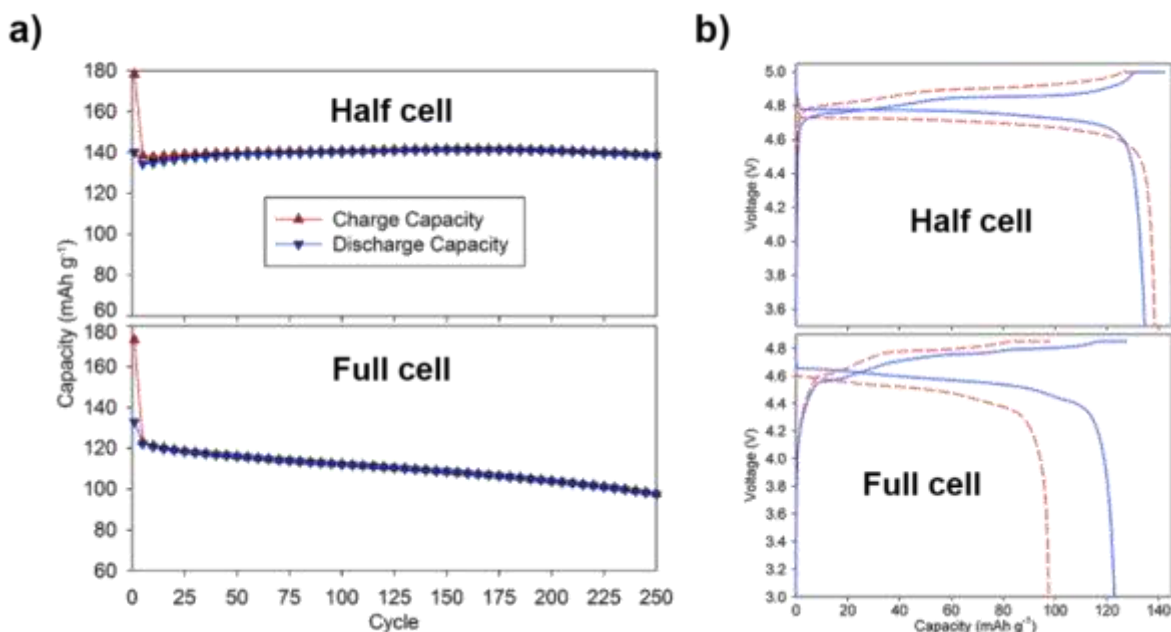 a)
180
160
140
120
100
80
60
Half cell
Charge Capacity
Discharge Capacity
180
160
140
120
100
80
60
Full cell
Capacity (mAh g⁻¹)
0 25 50 75 100 125 150 175 200 225 250
Cycle
b)
5.0
4.8
4.6
4.4
4.2
4.0
3.8
3.6
Voltage (V)
Half cell
4.8
4.6
4.4
4.2
4.0
3.8
3.6
3.4
3.2
3.0
Voltage (V)
Full cell
0 20 40 60 80 100 120 140
Capacity (mAh g⁻¹)